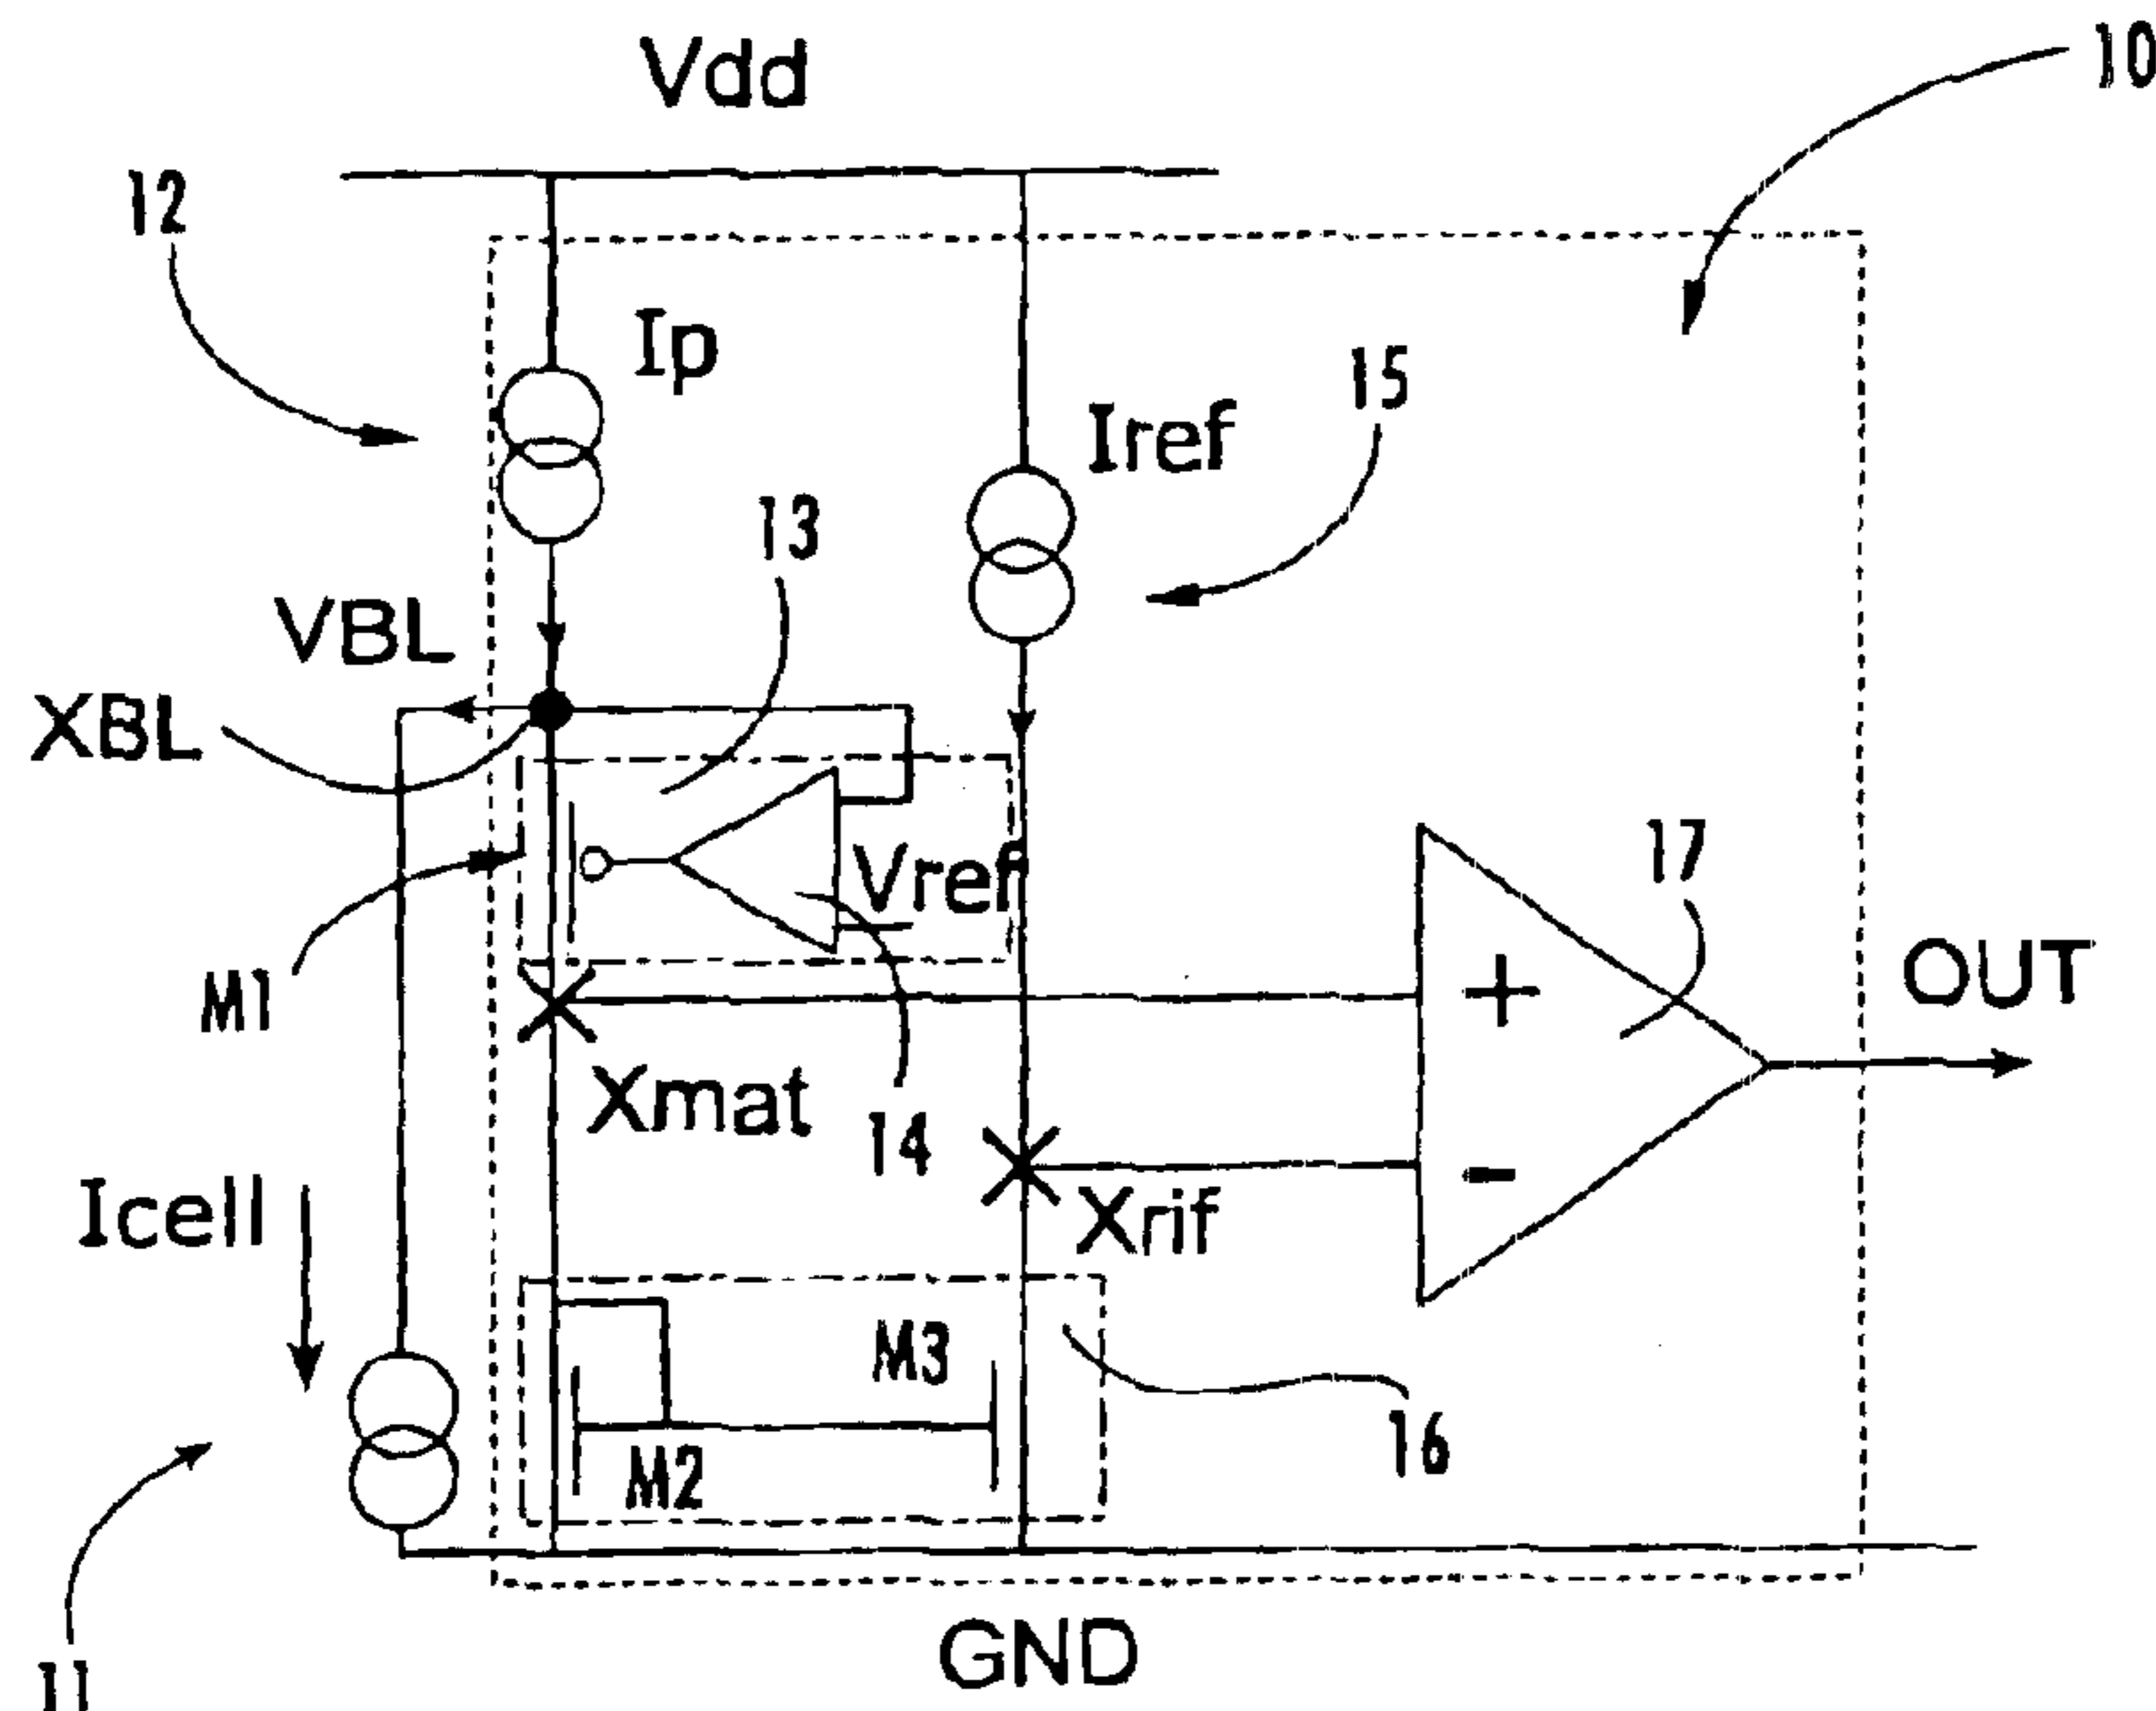 Vdd
10
12
Ip
15
Iref
13
VBL
XBL
17
Vref
OUT
M1
+
Xmat
14
-
Icell
Xrif
M3
16
M2
GND
11